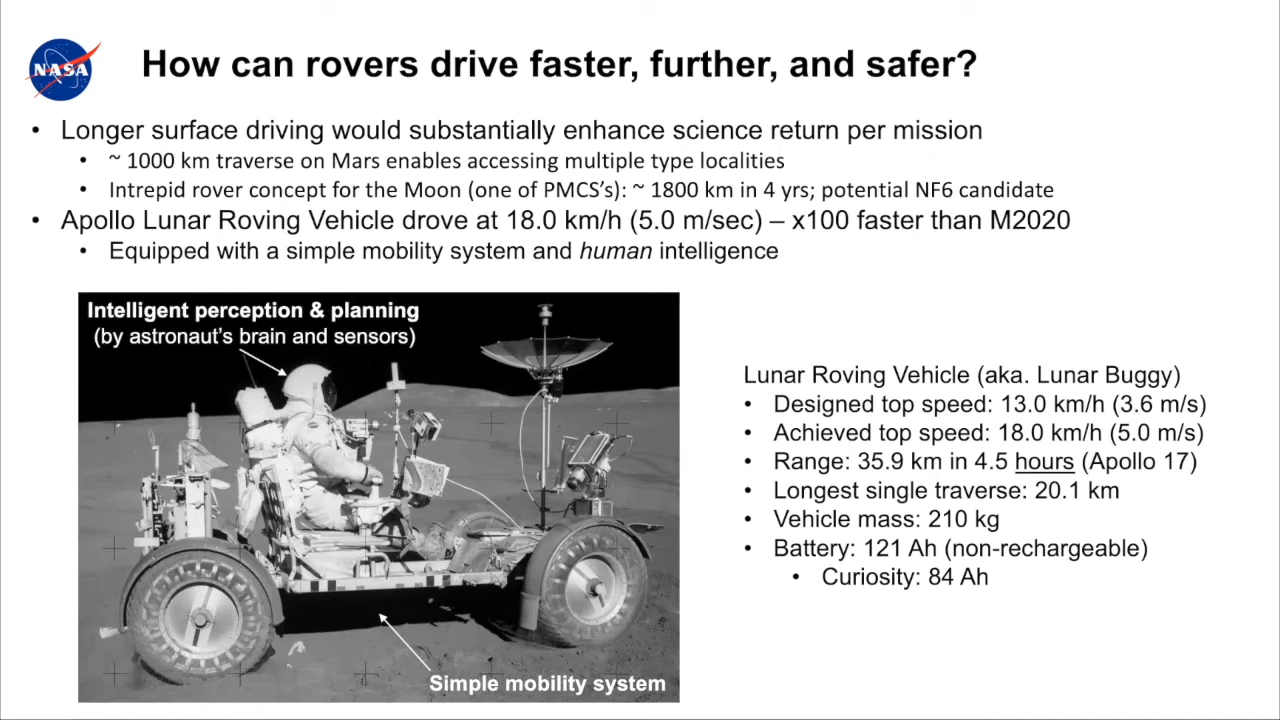 NASA
How can rovers drive faster, further, and safer?
• Longer surface driving would substantially enhance science return per mission
• ~ 1000 km traverse on Mars enables accessing multiple type localities
• Intrepid rover concept for the Moon (one of PMCS's): ~ 1800 km in 4 yrs; potential NF6 candidate
• Apollo Lunar Roving Vehicle drove at 18.0 km/h (5.0 m/sec) – x100 faster than M2020
• Equipped with a simple mobility system and human intelligence
Intelligent perception & planning
(by astronaut's brain and sensors)
Simple mobility system
Lunar Roving Vehicle (aka. Lunar Buggy)
• Designed top speed: 13.0 km/h (3.6 m/s)
• Achieved top speed: 18.0 km/h (5.0 m/s)
• Range: 35.9 km in 4.5 hours (Apollo 17)
• Longest single traverse: 20.1 km
• Vehicle mass: 210 kg
• Battery: 121 Ah (non-rechargeable)
• Curiosity: 84 Ah